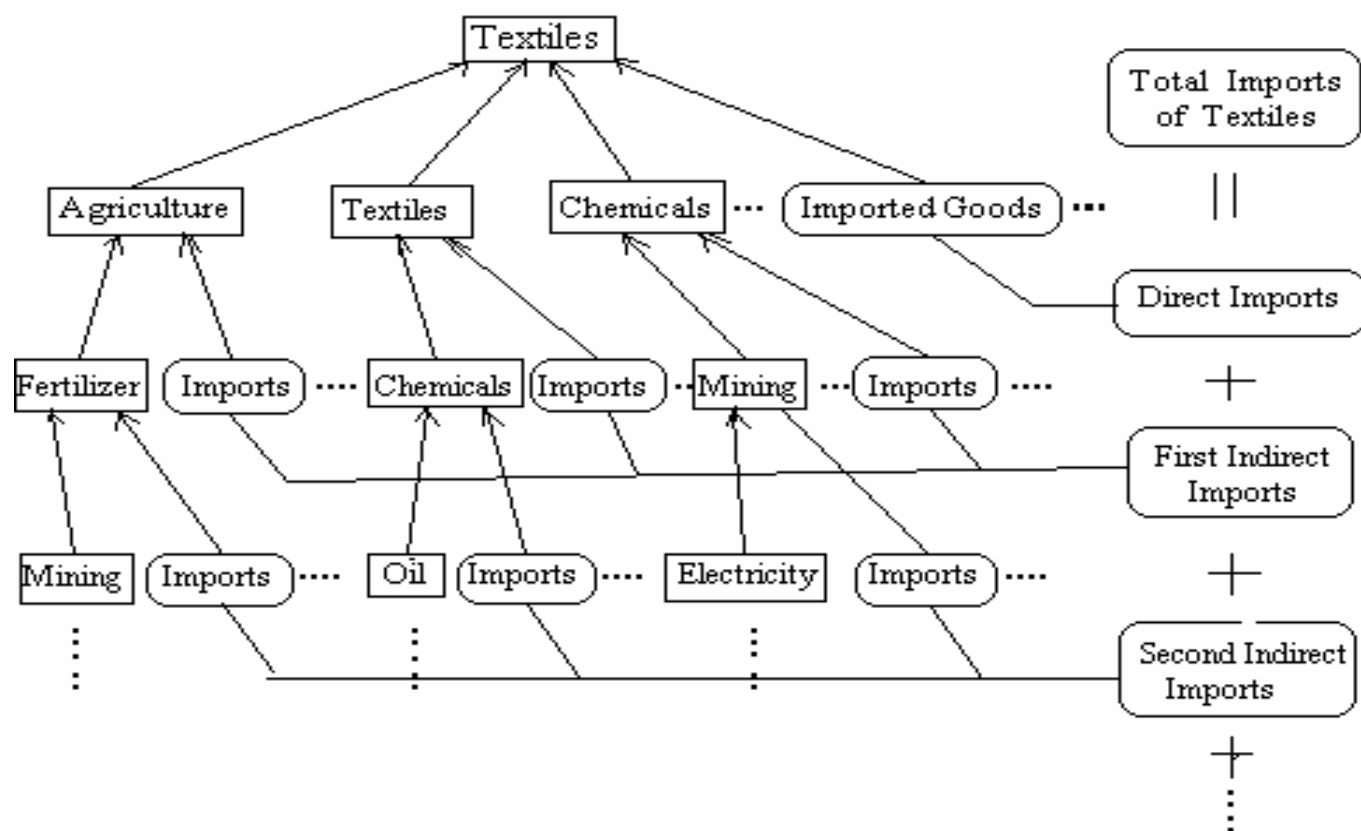 Textiles
Total Imports
of Textiles
Agriculture
Textiles
Chemicals
....
Imported Goods
....
||
Direct Imports
Fertilizer
Imports
....
Chemicals
Imports
....
Mining
....
Imports
....
+
First Indirect
Imports
Mining
Imports
....
Oil
Imports
....
Electricity
Imports
....
+
Second Indirect
Imports
+